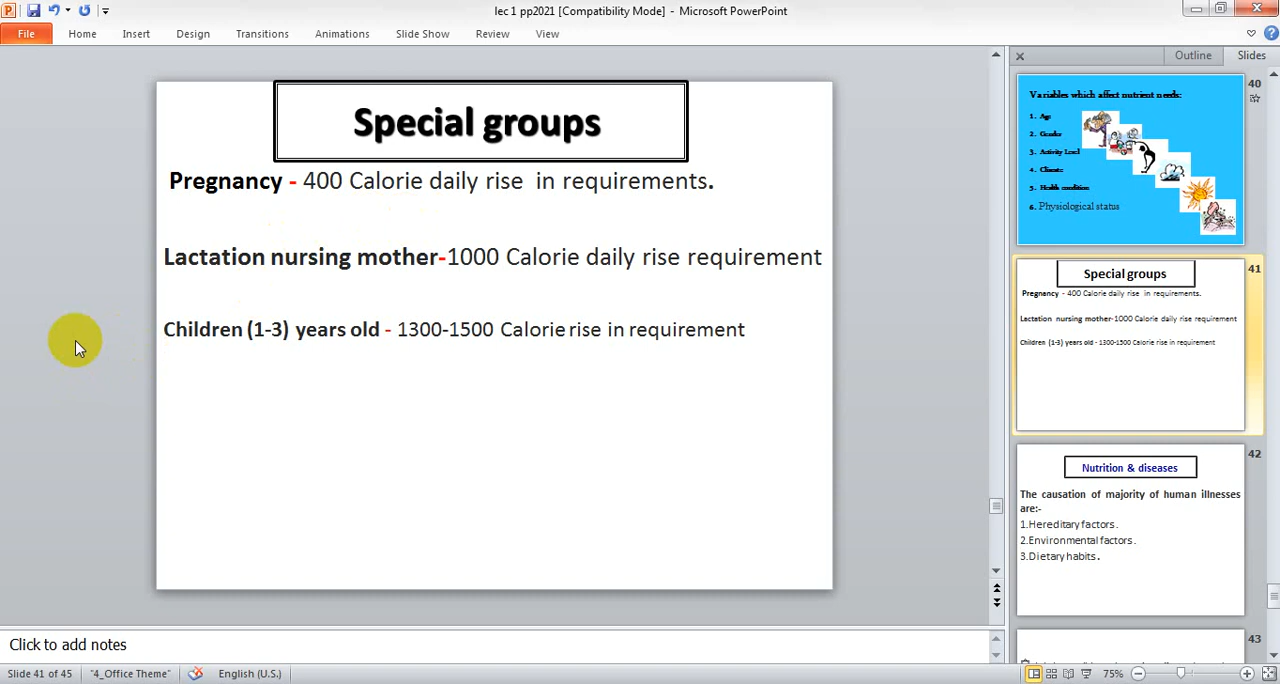 lec 1 pp2021 [Compatibility Mode] - Microsoft PowerPoint
File Home Insert Design Transitions Animations Slide Show Review View
Special groups
Pregnancy - 400 Calorie daily rise in requirements.
Lactation nursing mother-1000 Calorie daily rise requirement
Children (1-3) years old - 1300-1500 Calorie rise in requirement
Outline Slides
40
Variables which affect nutrient needs:
1. Age
2. Gender
3. Activity Level
4. Climate
5. Health condition
6. Physiological status
41
Special groups
Pregnancy - 400 Calorie daily rise in requirements.
Lactation nursing mother-1000 Calorie daily rise requirement
Children (1-3) years old - 1300-1500 Calorie rise in requirement
42
Nutrition & diseases
The causation of majority of human illnesses
are:-
1.Hereditary factors.
2.Environmental factors.
3.Dietary habits.
43
Click to add notes
Slide 41 of 45 "4_Office Theme" English (U.S.) 75%